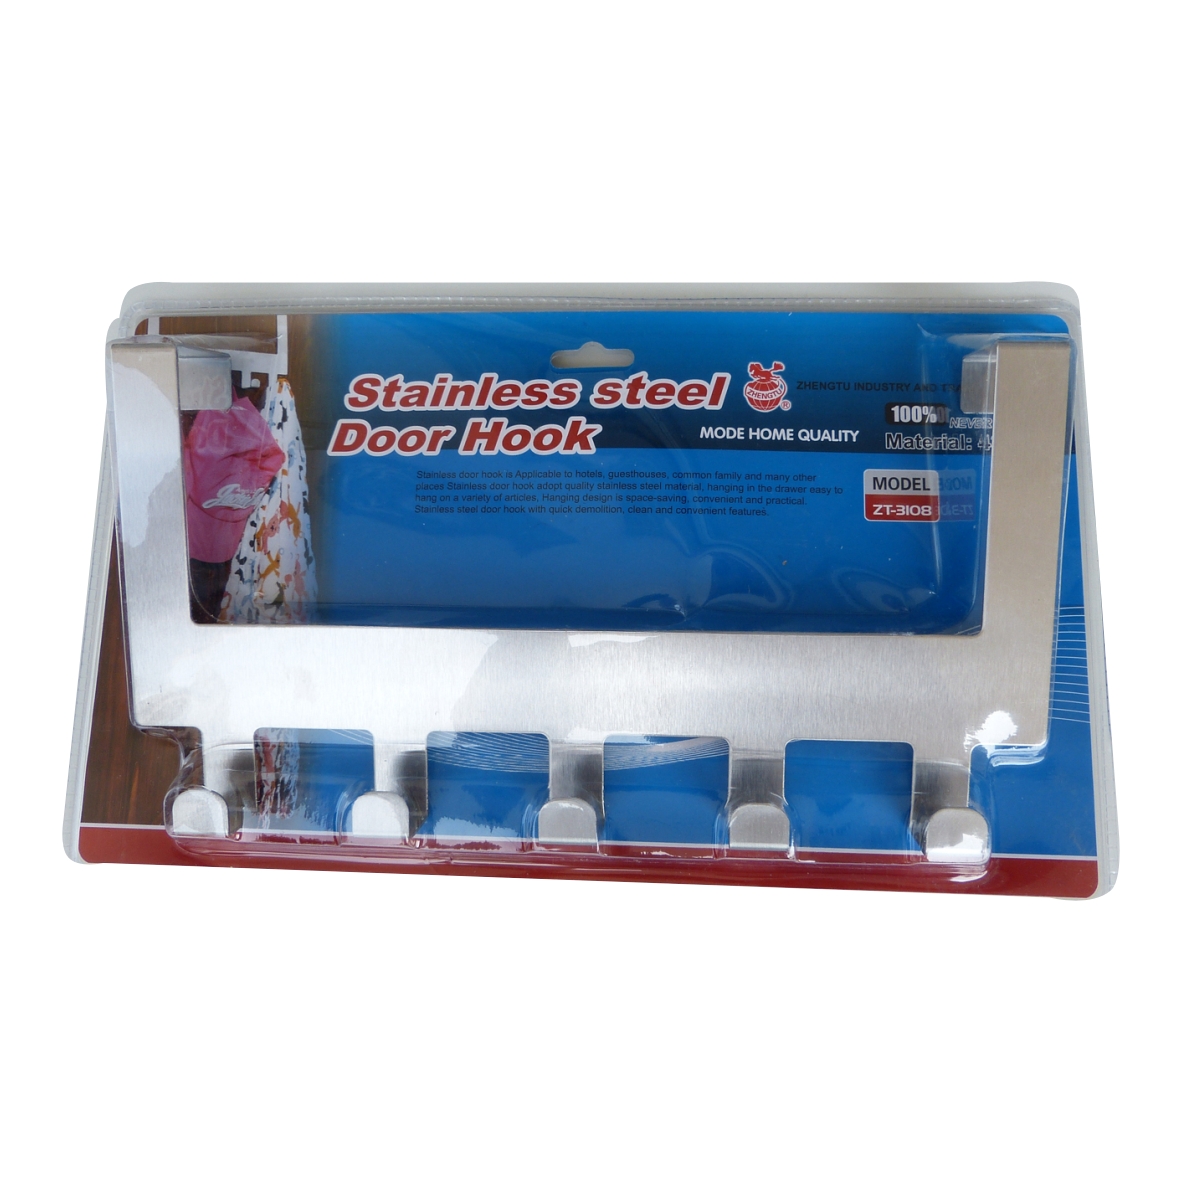 Stainless steel
Door Hook
ZHENGTU
®
ZHENGTU INDUSTRY AND
100%
NEVER
MODE HOME QUALITY
Material:
Stainless door hook is Applicable to hotels, guesthouses, common family and many other
places Stainless door hook adopt quality stainless steel material, hanging in the drawer easy to
hang on a variety of articles, Hanging design is space-saving, convenient and practical.
Stainless steel door hook with quick demolition, clean and convenient features.
MODEL
ZT-3108